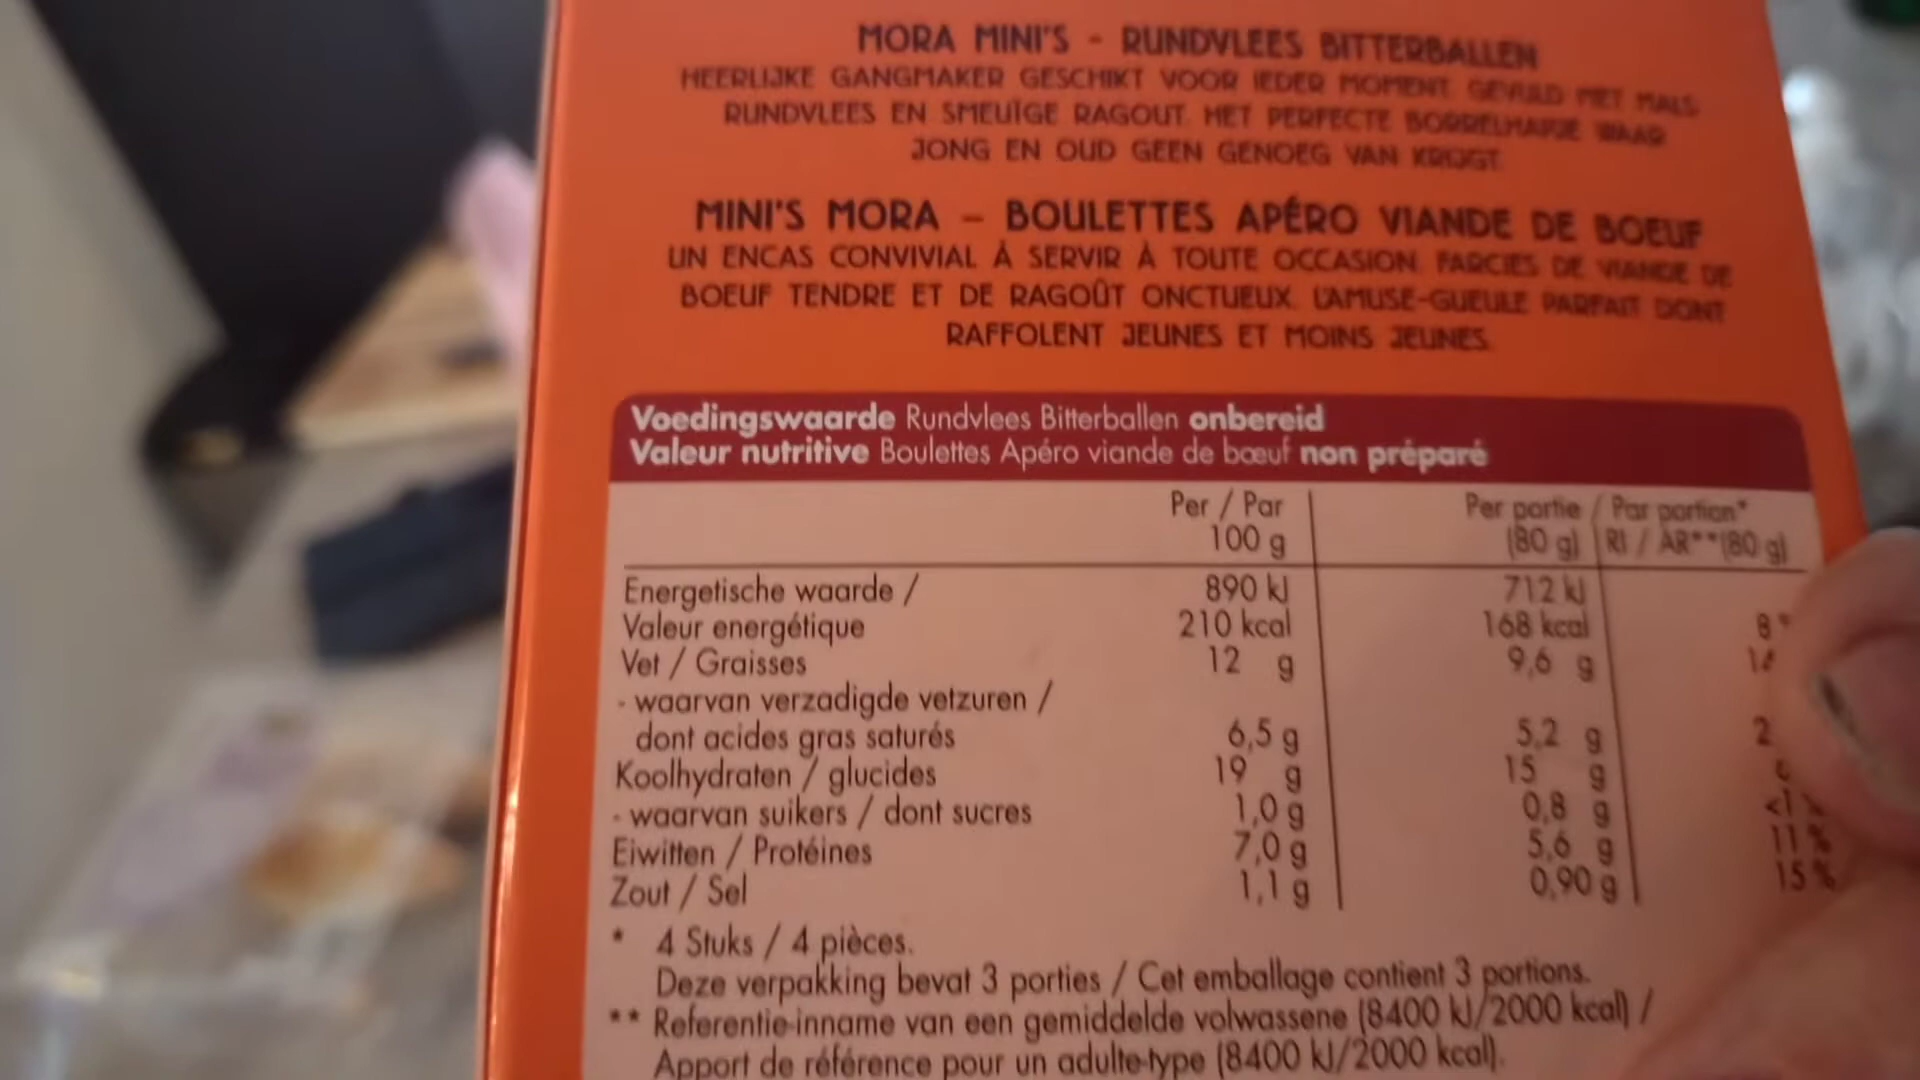 MORA MINI'S - RUNDVLEES BITTERBALLEN
HEERLIJKE GANGMAKER GESCHIKT VOOR IEDER MOMENT. GEVULD MET MALS
RUNDVLEES EN SMEUÏGE RAGOUT. HET PERFECTE BORRELHAPJE WAAR
JONG EN OUD GEEN GENOEG VAN KRIJGT.
MINI'S MORA – BOULETTES APÉRO VIANDE DE BOEUF
UN ENCAS CONVIVIAL À SERVIR À TOUTE OCCASION. FARCIES DE VIANDE DE
BOEUF TENDRE ET DE RAGOÛT ONCTUEUX. L'AMUSE-GUEULE PARFAIT DONT
RAFFOLENT JEUNES ET MOINS JEUNES.
Voedingswaarde Rundvlees Bitterballen onbereid
Valeur nutritive Boulettes Apéro viande de bœuf non préparé
Per / Par Per portie / Par portion*
100 g (80 g) RI / AR**(80 g)
Energetische waarde / 890 kJ 712 kJ
Valeur energétique 210 kcal 168 kcal 8
Vet / Graisses 12 g 9,6 g
- waarvan verzadigde vetzuren /
dont acides gras saturés 6,5 g 5,2 g 2
Koolhydraten / glucides 19 g 15 g
- waarvan suikers / dont sucres 1,0 g 0,8 g <1
Eiwitten / Protéines 7,0 g 5,6 g 11 %
Zout / Sel 1,1 g 0,90 g 15 %
* 4 Stuks / 4 pièces.
Deze verpakking bevat 3 porties / Cet emballage contient 3 portions.
** Referentie-inname van een gemiddelde volwassene (8400 kJ/2000 kcal) /
Apport de référence pour un adulte-type (8400 kJ/2000 kcal).